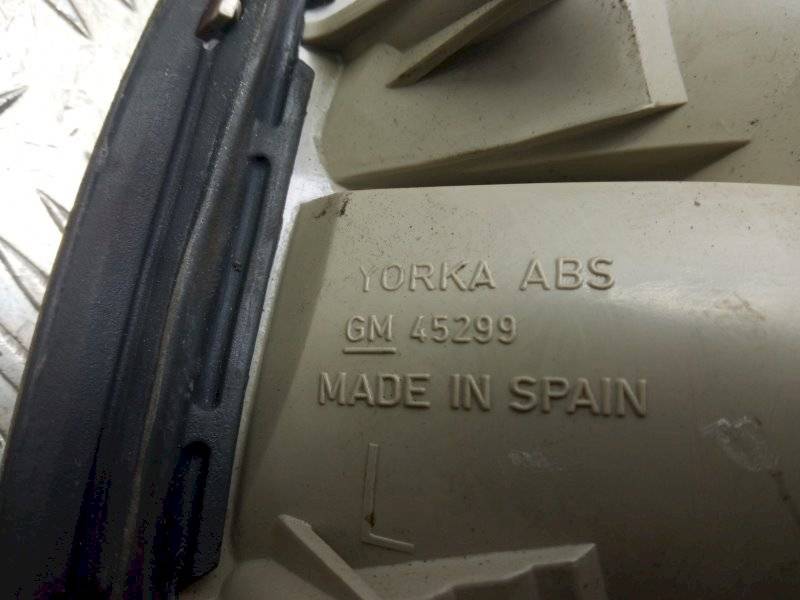 YORKA ABS
GM 45299
MADE IN SPAIN
L